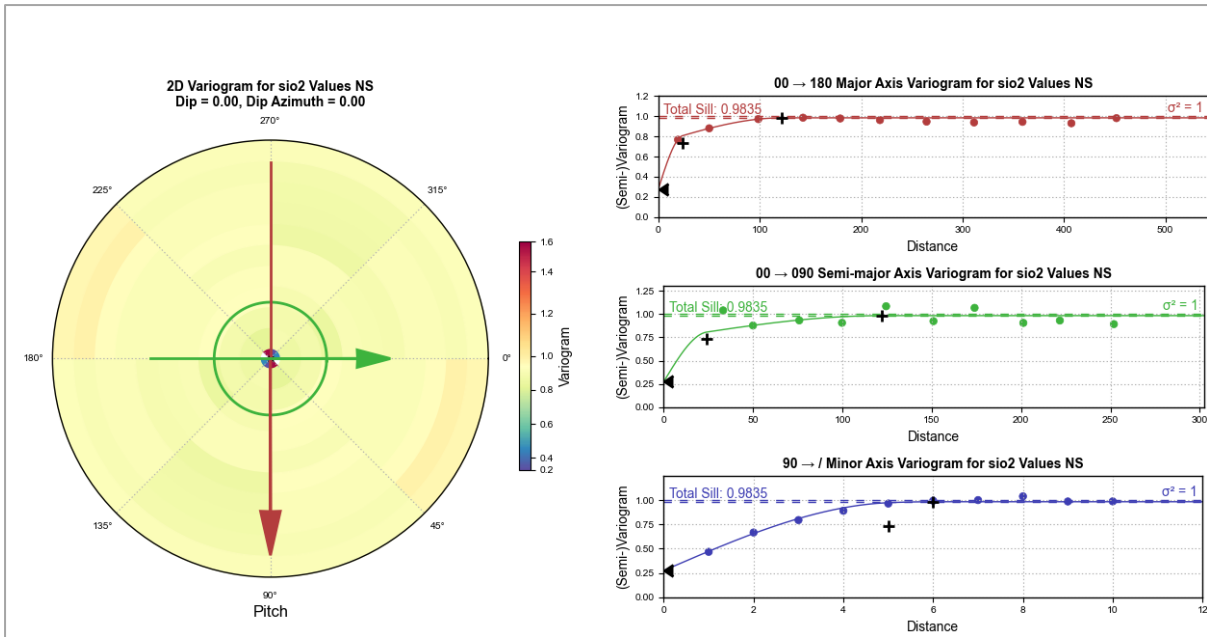 2D Variogram for sio2 Values NS
Dip = 0.00, Dip Azimuth = 0.00
270°
225°
315°
180°
0°
135°
45°
90°
Pitch
1.6
1.4
1.2
1.0
0.8
0.6
0.4
0.2
Variogram
00 → 180 Major Axis Variogram for sio2 Values NS
Total Sill: 0.9835
σ² = 1
1.2
1.0
0.8
0.6
0.4
0.2
0.0
(Semi-)Variogram
0 100 200 300 400 500
Distance
00 → 090 Semi-major Axis Variogram for sio2 Values NS
Total Sill: 0.9835
σ² = 1
1.25
1.00
0.75
0.50
0.25
0.00
(Semi-)Variogram
0 50 100 150 200 250 300
Distance
90 → / Minor Axis Variogram for sio2 Values NS
Total Sill: 0.9835
σ² = 1
1.00
0.75
0.50
0.25
0.00
(Semi-)Variogram
0 2 4 6 8 10 12
Distance